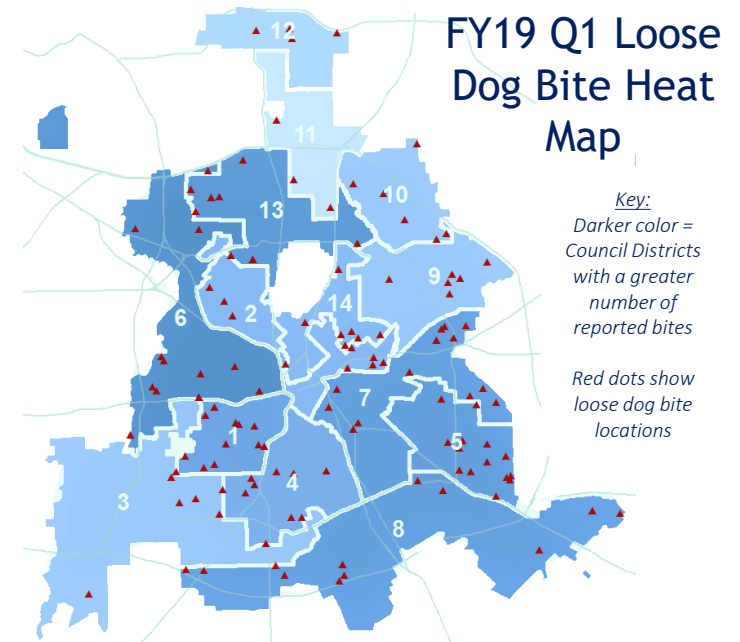 FY19 Q1 Loose
Dog Bite Heat
Map
Key:
Darker color =
Council Districts
with a greater
number of
reported bites
Red dots show
loose dog bite
locations
12
11
10
13
9
14
6
2
7
1
5
4
3
8